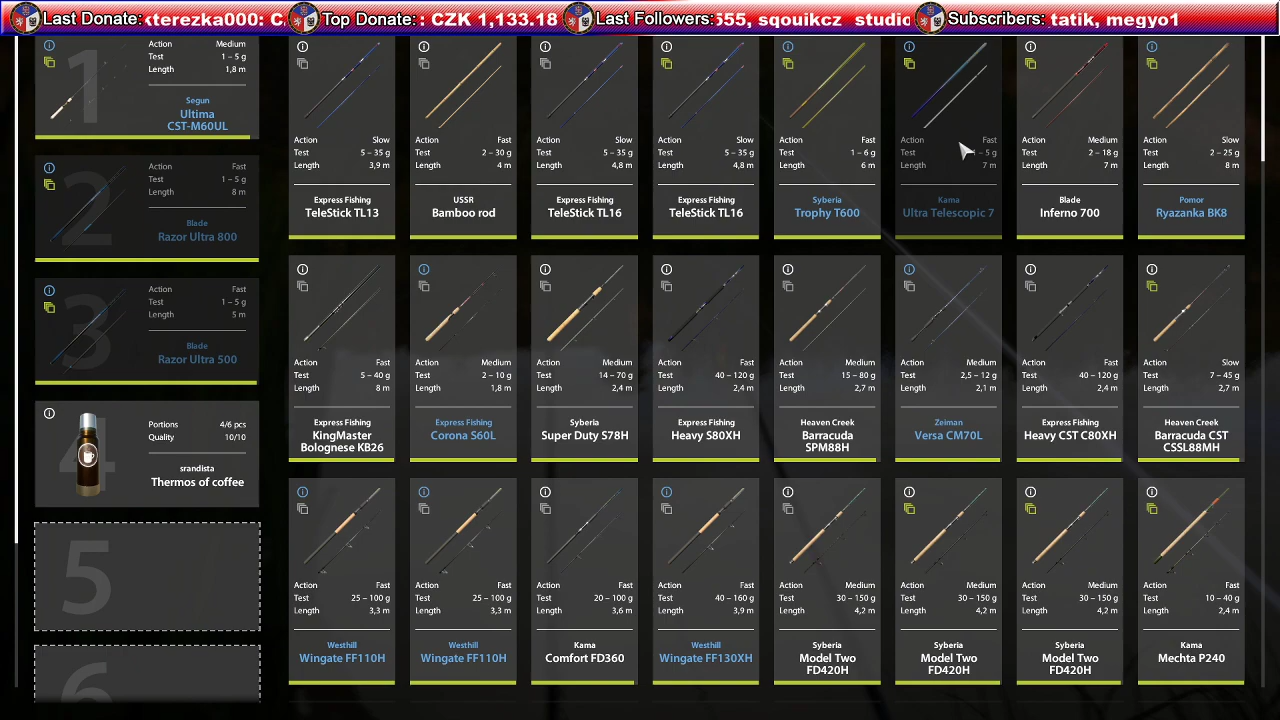 Last Donate: kterezka000: C
Top Donate: : CZK 1,133.18
Last Followers: 555, sqouikcz studio
Subscribers: tatik, megyo1
1
Action Medium
Test 1 – 5 g
Length 1,8 m
Segun
Ultima
CST-M60UL
2
Action Fast
Test 1 – 5 g
Length 8 m
Blade
Razor Ultra 800
3
Action Fast
Test 1 – 5 g
Length 5 m
Blade
Razor Ultra 500
4
Portions 4/6 pcs
Quality 10/10
srandista
Thermos of coffee
5
6
Action Slow
Test 5 – 35 g
Length 3,9 m
Express Fishing
TeleStick TL13
Action Fast
Test 2 – 30 g
Length 4 m
USSR
Bamboo rod
Action Slow
Test 5 – 35 g
Length 4,8 m
Express Fishing
TeleStick TL16
Action Slow
Test 5 – 35 g
Length 4,8 m
Express Fishing
TeleStick TL16
Action Fast
Test 1 – 6 g
Length 6 m
Syberia
Trophy T600
Action Fast
Test – 5 g
Length 7 m
Kama
Ultra Telescopic 7
Action Medium
Test 2 – 18 g
Length 7 m
Blade
Inferno 700
Action Slow
Test 2 – 25 g
Length 8 m
Pomor
Ryazanka BK8
Action Fast
Test 5 – 40 g
Length 8 m
Express Fishing
KingMaster
Bolognese KB26
Action Medium
Test 2 – 10 g
Length 1,8 m
Express Fishing
Corona S60L
Action Medium
Test 14 – 70 g
Length 2,4 m
Syberia
Super Duty S78H
Action Fast
Test 40 – 120 g
Length 2,4 m
Express Fishing
Heavy S80XH
Action Medium
Test 15 – 80 g
Length 2,7 m
Heaven Creek
Barracuda
SPM88H
Action Medium
Test 2,5 – 12 g
Length 2,1 m
Zeiman
Versa CM70L
Action Fast
Test 40 – 120 g
Length 2,4 m
Express Fishing
Heavy CST C80XH
Action Slow
Test 7 – 45 g
Length 2,7 m
Heaven Creek
Barracuda CST
CSSL88MH
Action Fast
Test 25 – 100 g
Length 3,3 m
Westhill
Wingate FF110H
Action Fast
Test 25 – 100 g
Length 3,3 m
Westhill
Wingate FF110H
Action Fast
Test 20 – 100 g
Length 3,6 m
Kama
Comfort FD360
Action Fast
Test 40 – 160 g
Length 3,9 m
Westhill
Wingate FF130XH
Action Medium
Test 30 – 150 g
Length 4,2 m
Syberia
Model Two
FD420H
Action Medium
Test 30 – 150 g
Length 4,2 m
Syberia
Model Two
FD420H
Action Medium
Test 30 – 150 g
Length 4,2 m
Syberia
Model Two
FD420H
Action Fast
Test 10 – 40 g
Length 2,4 m
Kama
Mechta P240